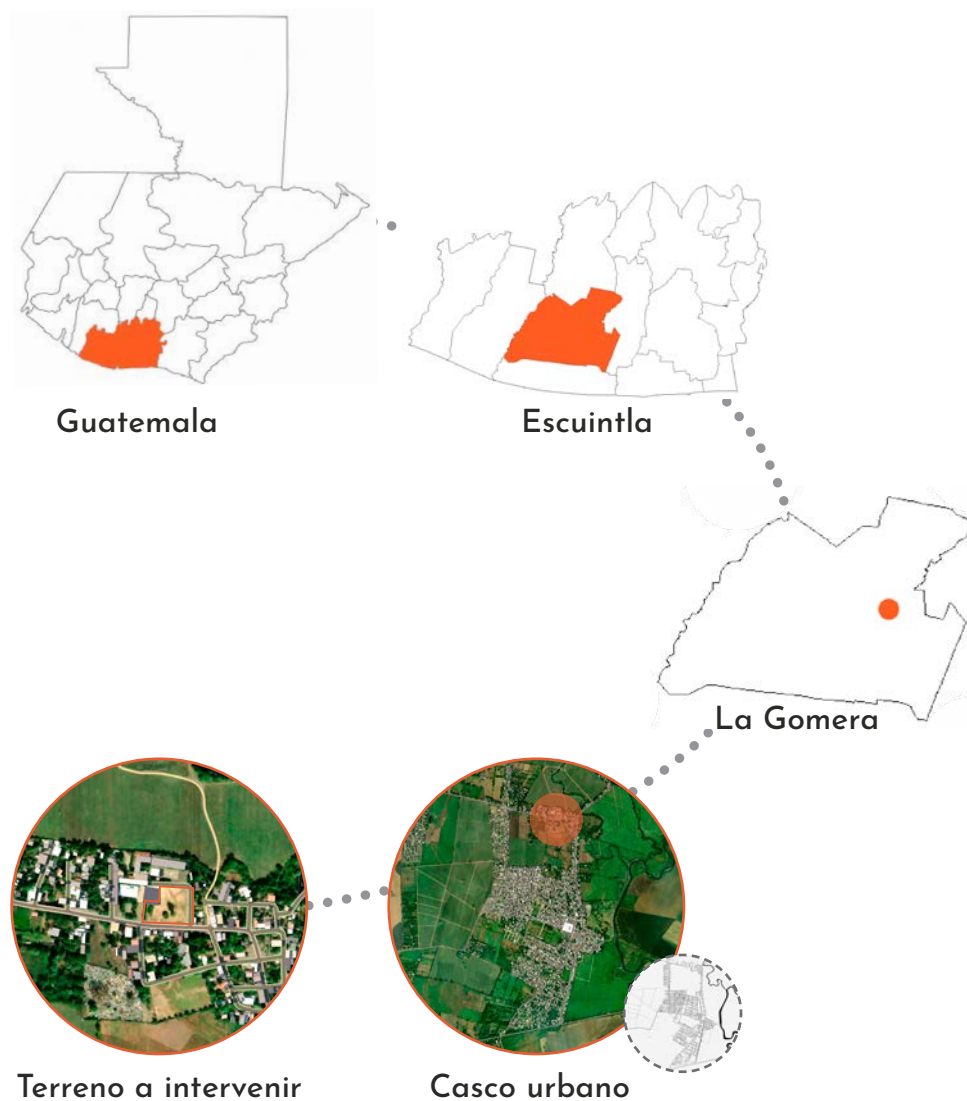 Guatemala
Escuintla
La Gomera
Terreno a intervenir
Casco urbano